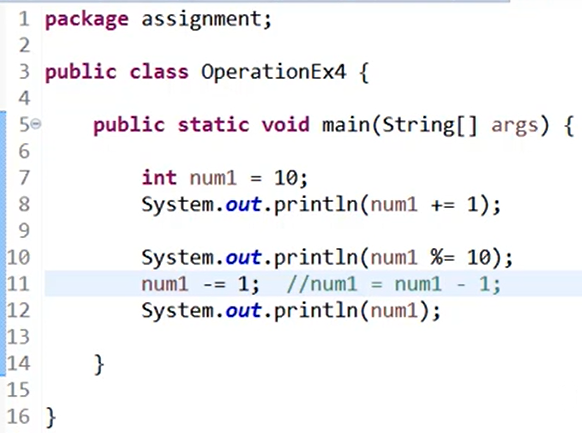 1 package assignment;
2
3 public class OperationEx4 {
4
5 public static void main(String[] args) {
6
7 int num1 = 10;
8 System.out.println(num1 += 1);
9
10 System.out.println(num1 %= 10);
11 num1 -= 1; //num1 = num1 - 1;
12 System.out.println(num1);
13
14 }
15
16 }